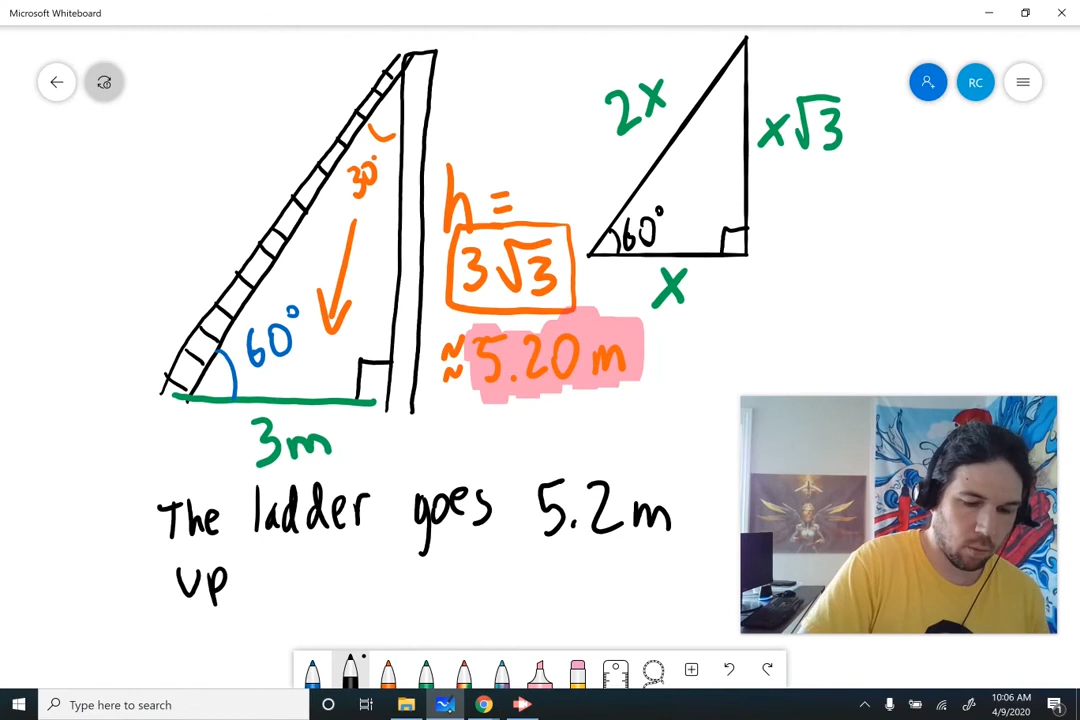 Microsoft Whiteboard
RC
30°
60°
3m
h =
3√3
≈ 5.20 m
2x
x√3
60°
x
The ladder goes 5.2m
up
Type here to search
10:06 AM
4/9/2020
1